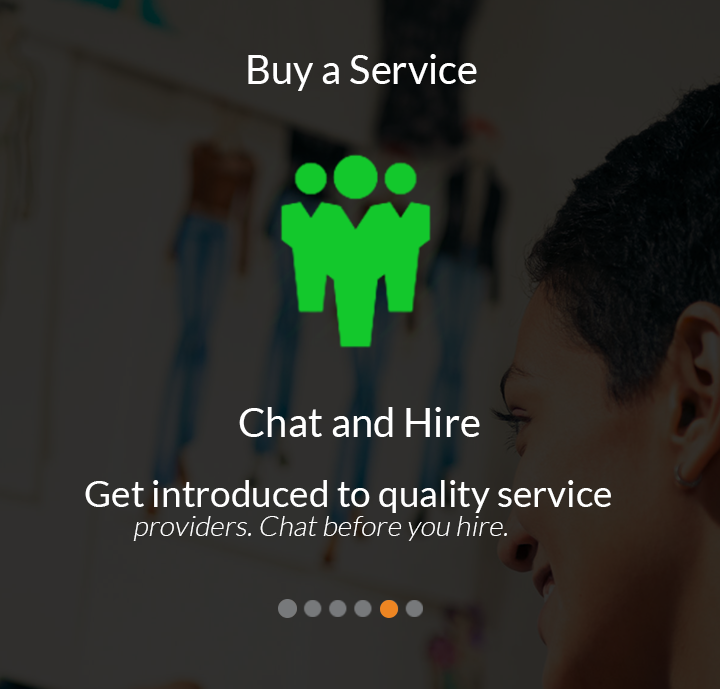 Buy a Service
Chat and Hire
Get introduced to quality service
providers. Chat before you hire.